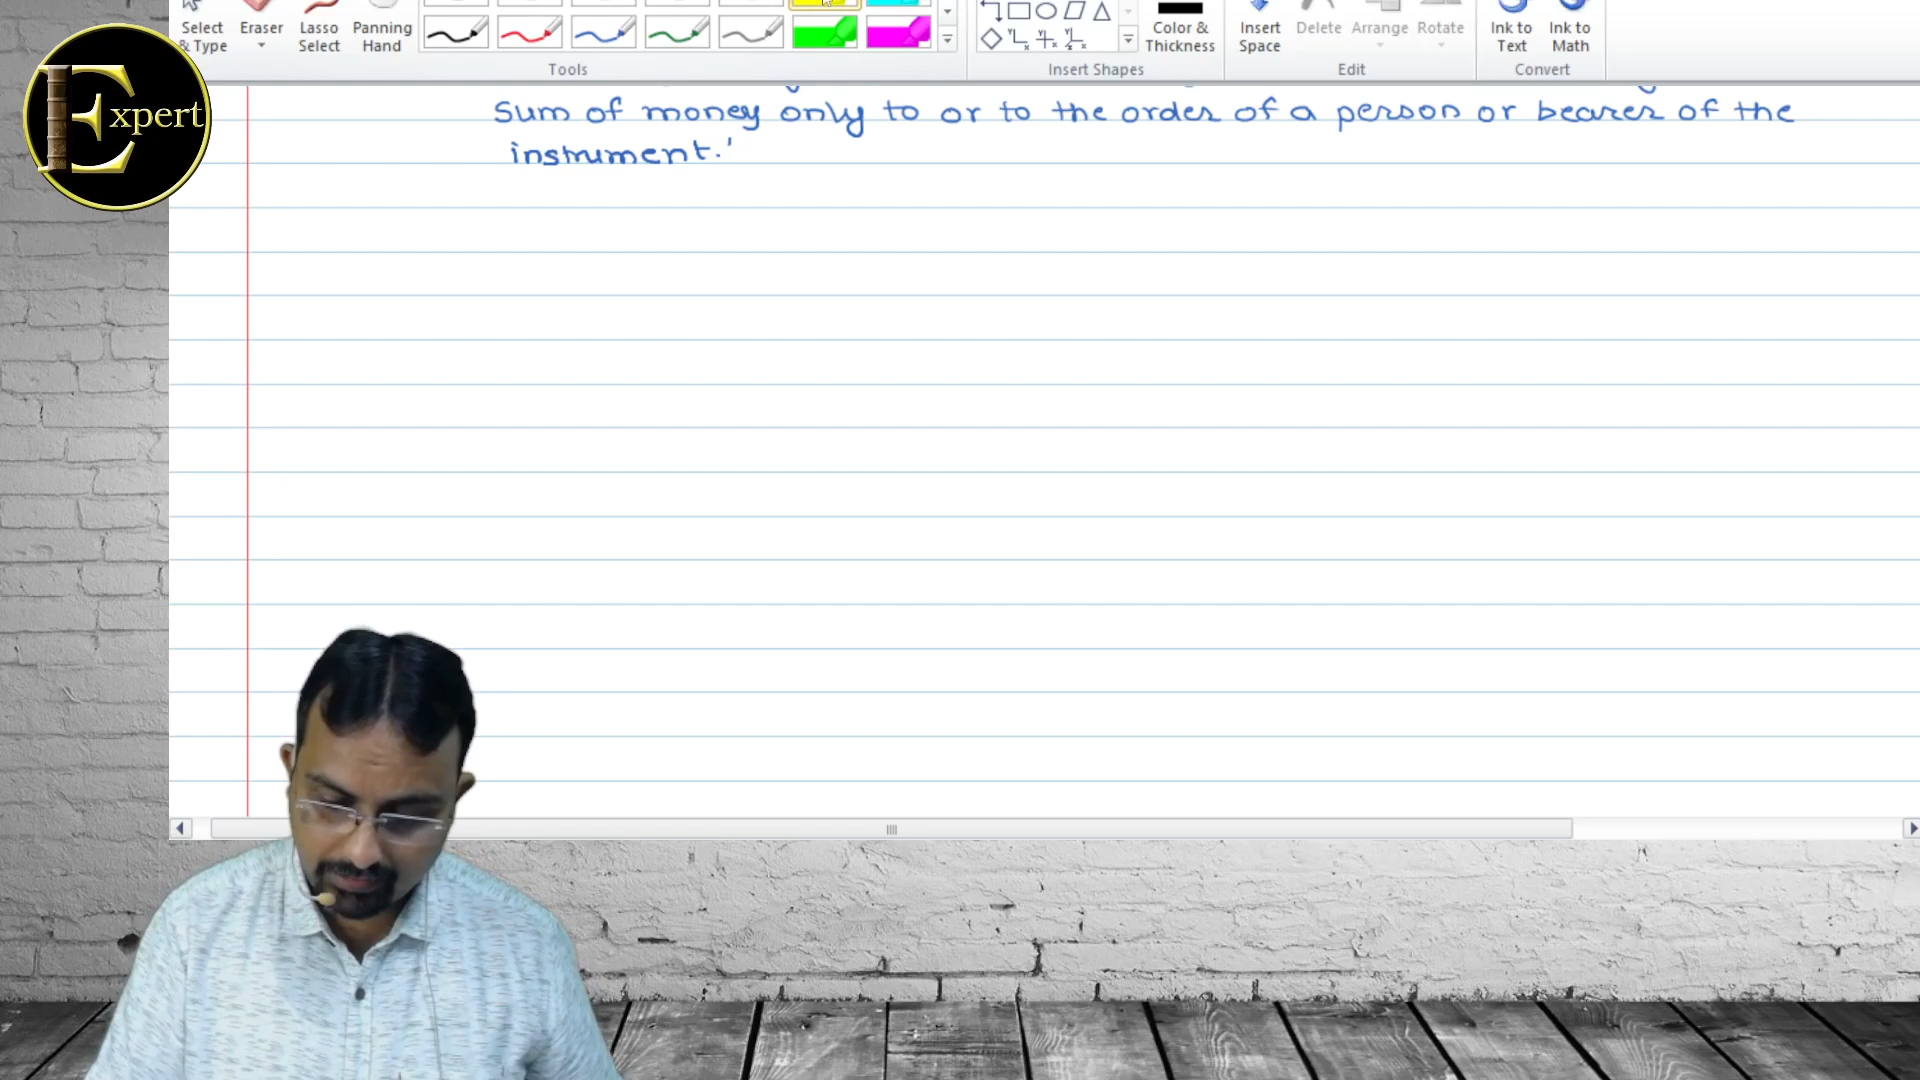 Select & Type
Eraser
Lasso Select
Panning Hand
Color & Thickness
Insert Space
Delete
Arrange
Rotate
Ink to Text
Ink to Math
Tools
Insert Shapes
Edit
Convert
Expert
Sum of money only to or to the order of a person or bearer of the
instrument.'